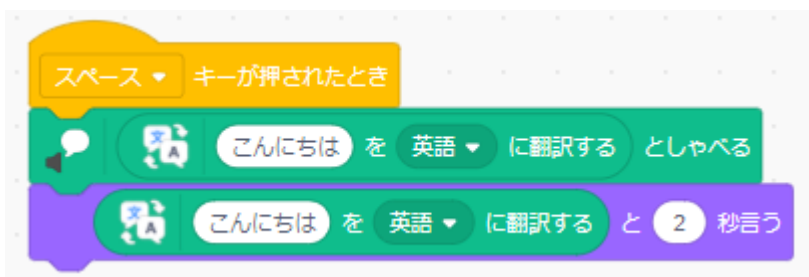 スペース キーが押されたとき
こんにちは を 英語 に翻訳する としゃべる
こんにちは を 英語 に翻訳する と 2 秒言う